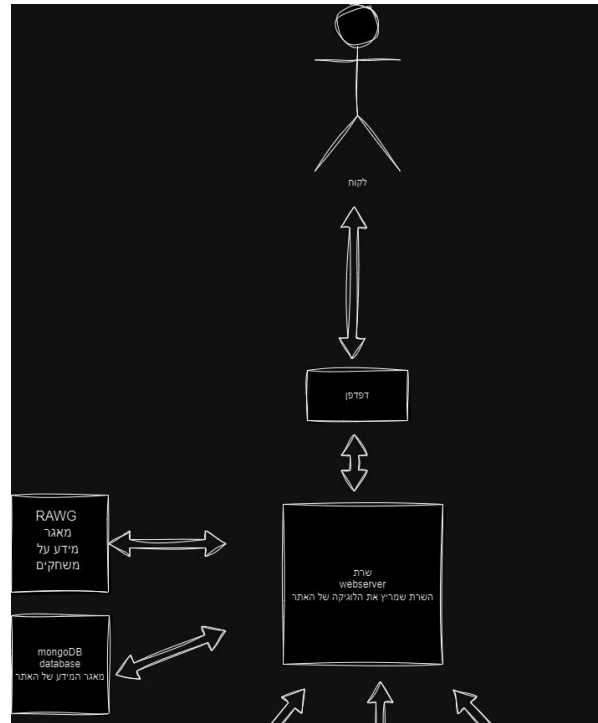 לקוח
דפדפן
RAWG
מאגר
מידע על
משחקים
שרת
webserver
השרת שמריץ את הלוגיקה של האתר
mongoDB
database
מאגר המידע של האתר